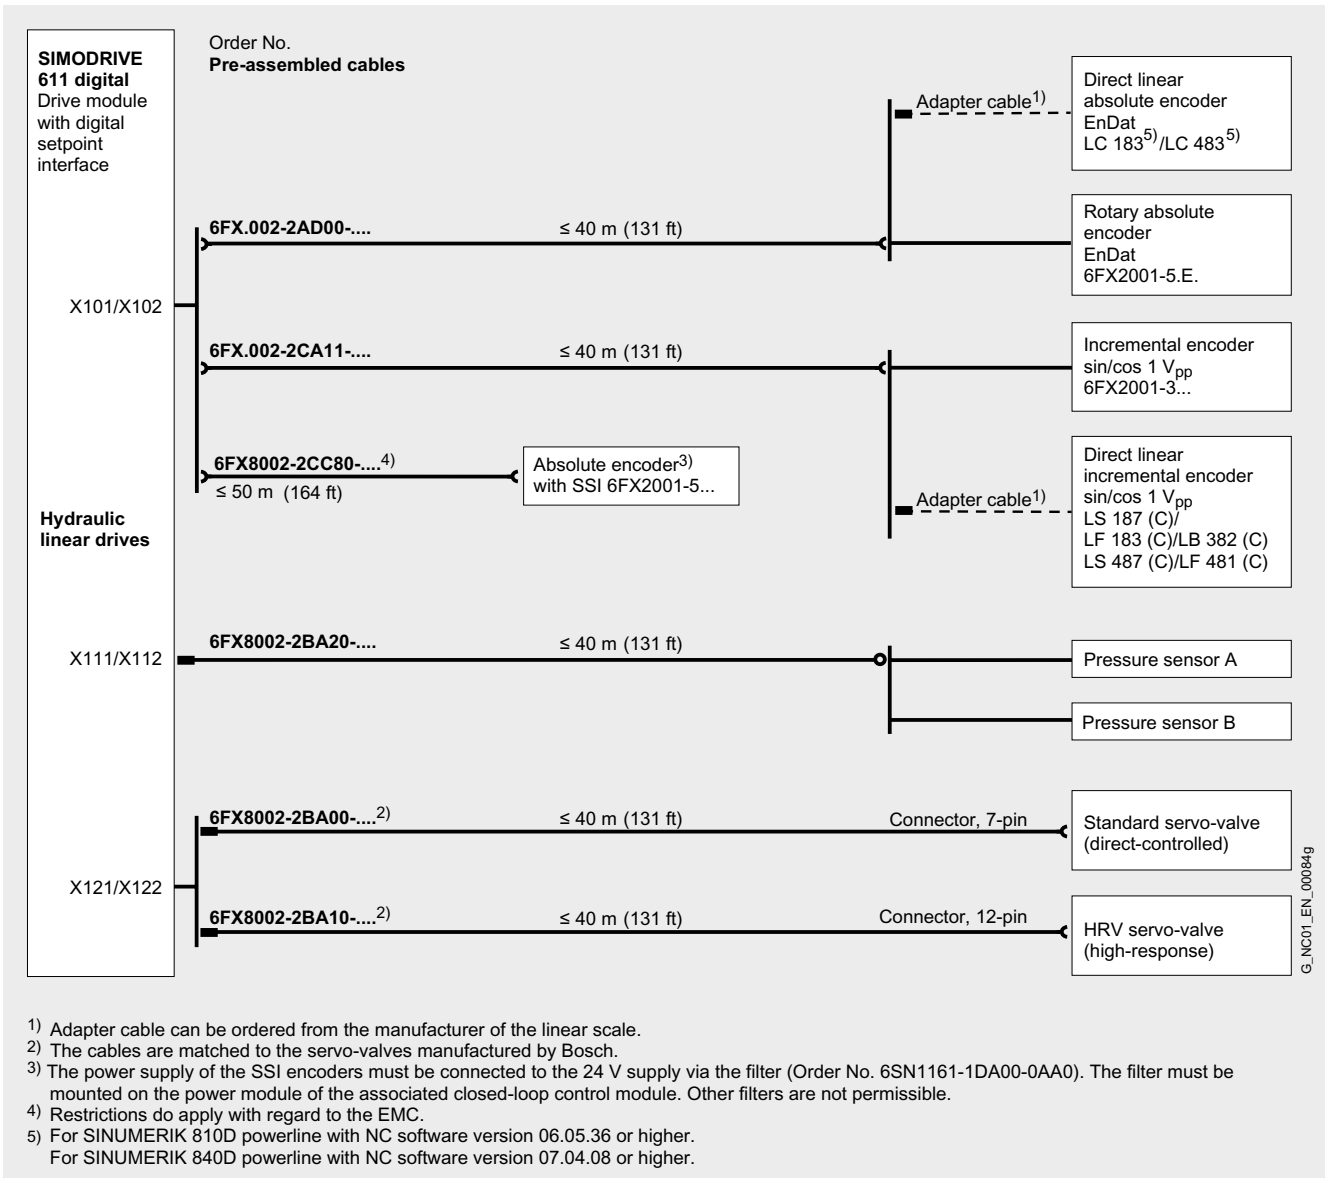 SIMODRIVE
611 digital
Drive module
with digital
setpoint
interface
Order No.
Pre-assembled cables
Adapter cable1)
Direct linear
absolute encoder
EnDat
LC 1835)/LC 4835)
6FX.002-2AD00-....
≤ 40 m (131 ft)
Rotary absolute
encoder
EnDat
6FX2001-5.E.
X101/X102
6FX.002-2CA11-....
≤ 40 m (131 ft)
Incremental encoder
sin/cos 1 Vpp
6FX2001-3...
6FX8002-2CC80-....4)
≤ 50 m (164 ft)
Absolute encoder3)
with SSI 6FX2001-5...
Adapter cable1)
Direct linear
incremental encoder
sin/cos 1 Vpp
LS 187 (C)/
LF 183 (C)/LB 382 (C)
LS 487 (C)/LF 481 (C)
Hydraulic
linear drives
X111/X112
6FX8002-2BA20-....
≤ 40 m (131 ft)
Pressure sensor A
Pressure sensor B
X121/X122
6FX8002-2BA00-....2)
≤ 40 m (131 ft)
Connector, 7-pin
Standard servo-valve
(direct-controlled)
6FX8002-2BA10-....2)
≤ 40 m (131 ft)
Connector, 12-pin
HRV servo-valve
(high-response)
G_NC01_EN_00084g
1) Adapter cable can be ordered from the manufacturer of the linear scale.
2) The cables are matched to the servo-valves manufactured by Bosch.
3) The power supply of the SSI encoders must be connected to the 24 V supply via the filter (Order No. 6SN1161-1DA00-0AA0). The filter must be
mounted on the power module of the associated closed-loop control module. Other filters are not permissible.
4) Restrictions do apply with regard to the EMC.
5) For SINUMERIK 810D powerline with NC software version 06.05.36 or higher.
For SINUMERIK 840D powerline with NC software version 07.04.08 or higher.